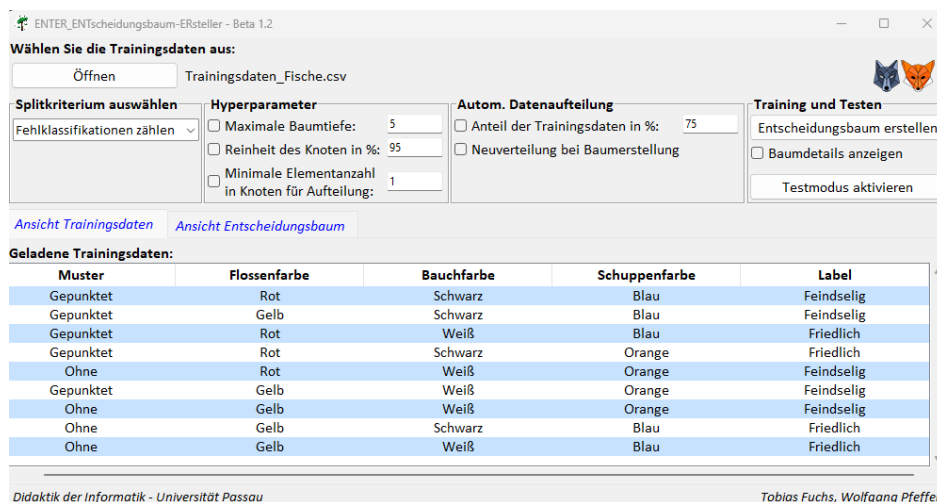 ENTER_ENTscheidungsbaum-ERsteller - Beta 1.2
Wählen Sie die Trainingsdaten aus:
Öffnen Trainingsdaten_Fische.csv
Splitkriterium auswählen Hyperparameter Autom. Datenaufteilung Training und Testen
Fehlklassifikationen zählen Maximale Baumtiefe: 5 Anteil der Trainingsdaten in %: 75 Entscheidungsbaum erstellen
Reinheit des Knoten in %: 95 Neuverteilung bei Baumerstellung Baumdetails anzeigen
Minimale Elementanzahl
in Knoten für Aufteilung: 1 Testmodus aktivieren
Ansicht Trainingsdaten Ansicht Entscheidungsbaum
Geladene Trainingsdaten:
Muster Flossenfarbe Bauchfarbe Schuppenfarbe Label
Gepunktet Rot Schwarz Blau Feindselig
Gepunktet Gelb Schwarz Blau Feindselig
Gepunktet Rot Weiß Blau Friedlich
Gepunktet Rot Schwarz Orange Friedlich
Ohne Rot Weiß Orange Feindselig
Gepunktet Gelb Weiß Orange Feindselig
Ohne Gelb Weiß Orange Feindselig
Ohne Gelb Schwarz Blau Friedlich
Ohne Gelb Weiß Blau Friedlich
Didaktik der Informatik - Universität Passau Tobias Fuchs, Wolfgang Pfeffe